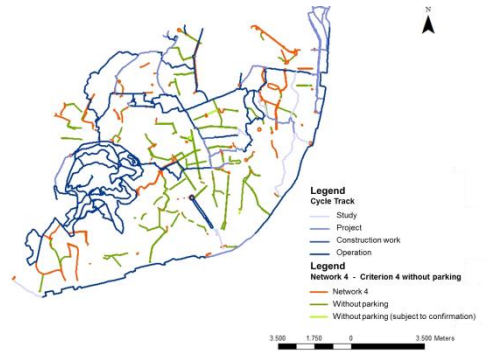 N
Legend
Cycle Track
Study
Project
Construction work
Operation
Legend
Network 4 - Criterion 4 without parking
Network 4
Without parking
Without parking (subject to confirmation)
3.500 1.750 0 3.500 Meters